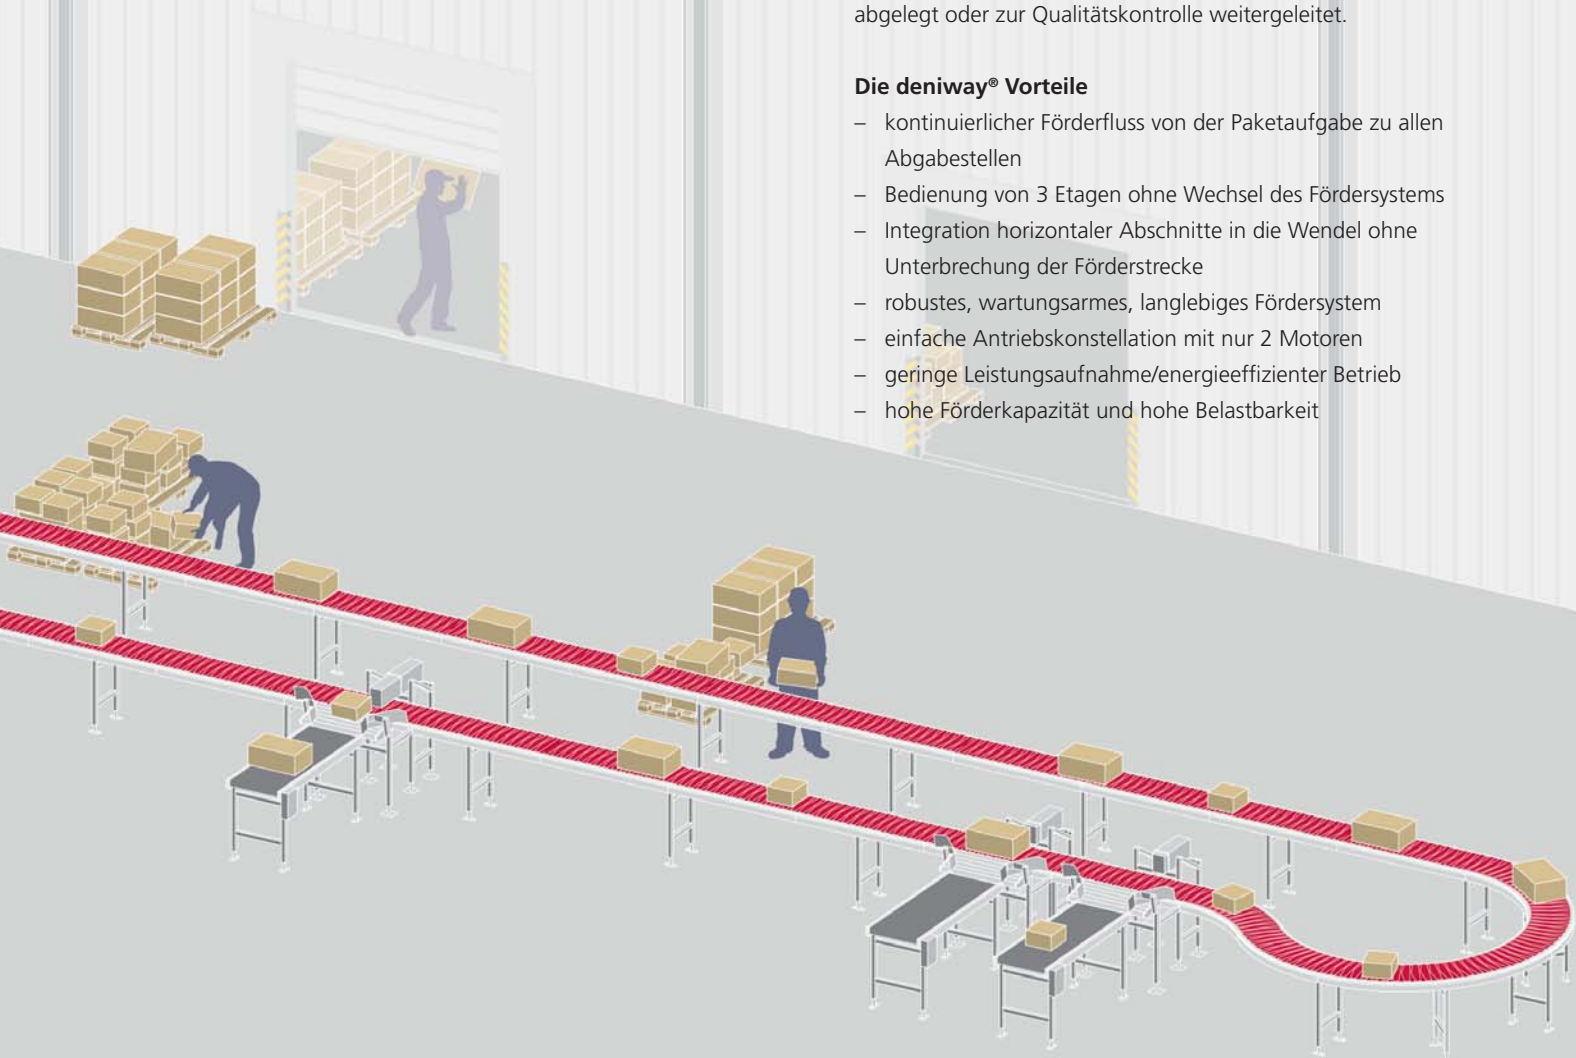 abgelegt oder zur Qualitätskontrolle weitergeleitet.
Die deniway® Vorteile
– kontinuierlicher Förderfluss von der Paketaufgabe zu allen
Abgabestellen
– Bedienung von 3 Etagen ohne Wechsel des Fördersystems
– Integration horizontaler Abschnitte in die Wendel ohne
Unterbrechung der Förderstrecke
– robustes, wartungsarmes, langlebiges Fördersystem
– einfache Antriebskonstellation mit nur 2 Motoren
– geringe Leistungsaufnahme/energieeffizienter Betrieb
– hohe Förderkapazität und hohe Belastbarkeit